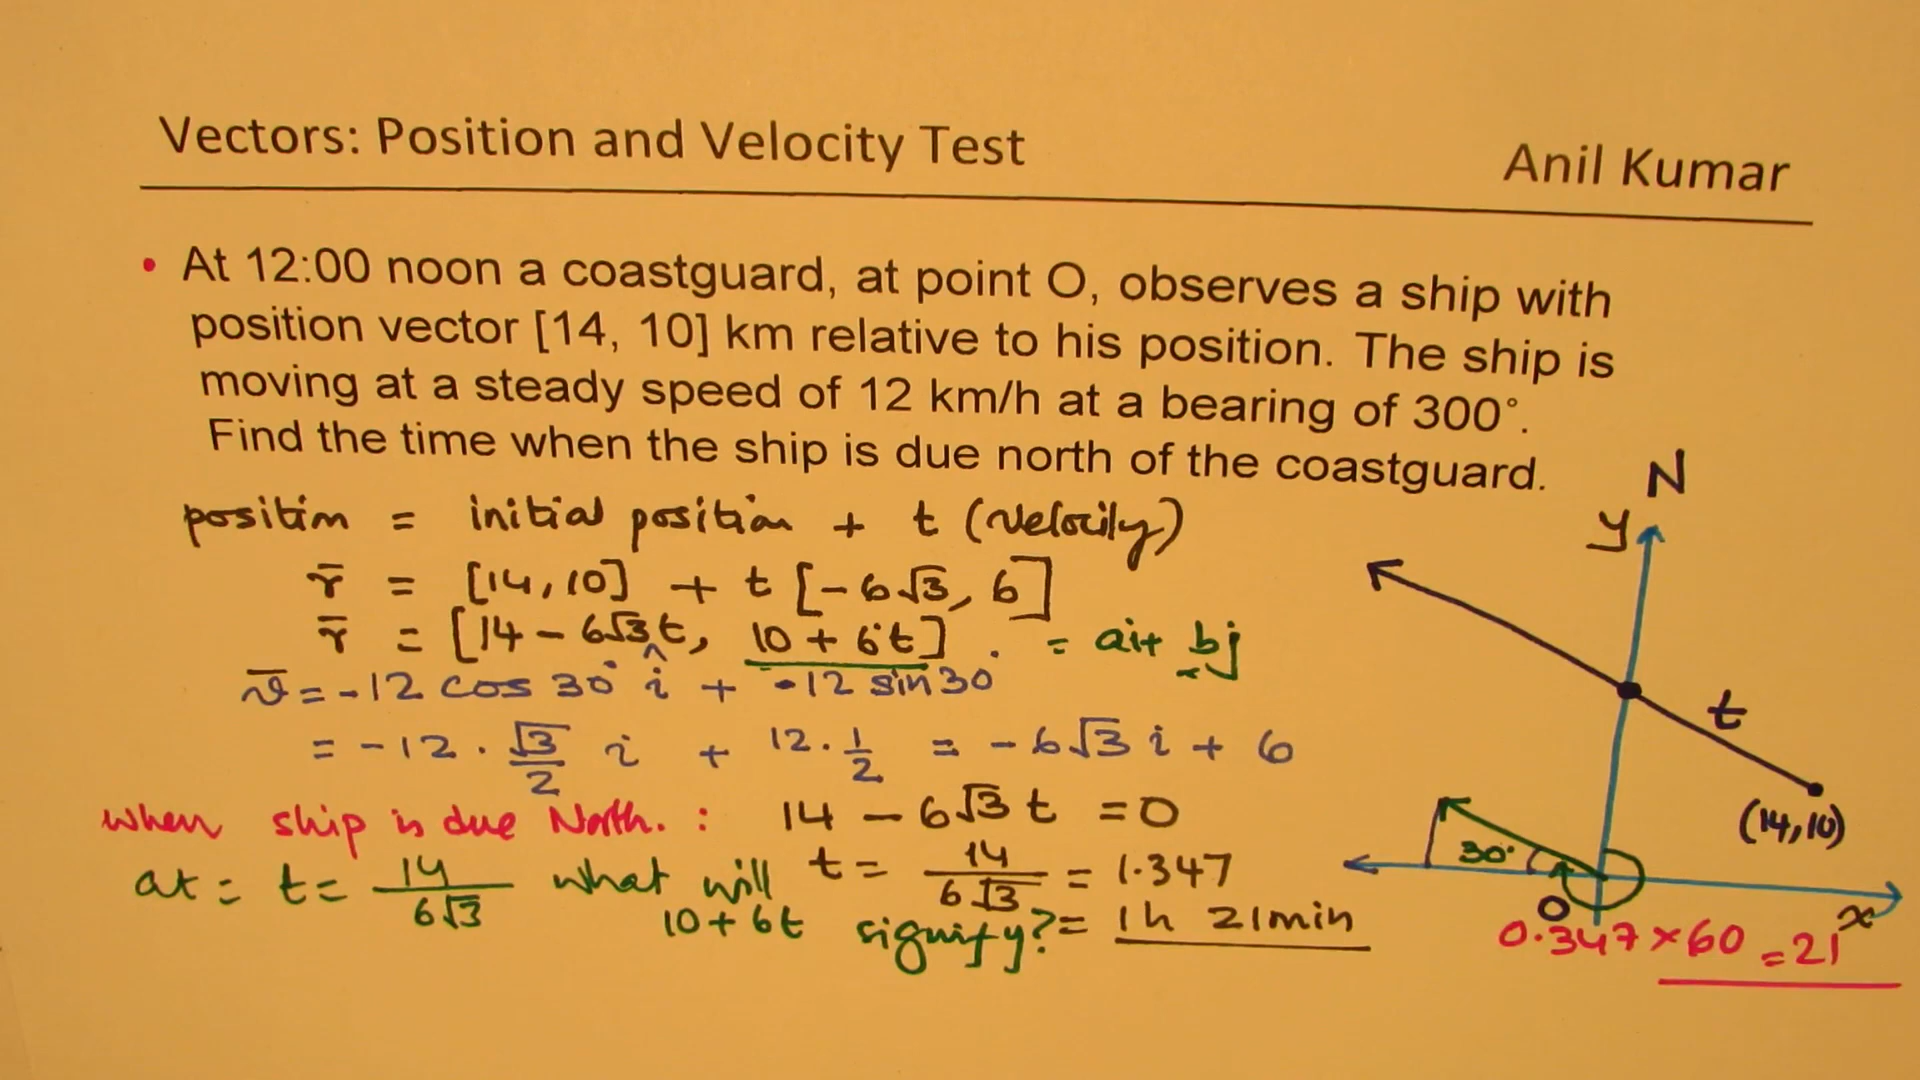 Vectors: Position and Velocity Test
Anil Kumar
• At 12:00 noon a coastguard, at point O, observes a ship with
position vector [14, 10] km relative to his position. The ship is
moving at a steady speed of 12 km/h at a bearing of 300°.
Find the time when the ship is due north of the coastguard.
position = initial position + t (velocity)
r̄ = [14, 10] + t [-6√3, 6]
r̄ = [14 - 6√3t, 10 + 6t] . = ai + bj
v̄ = -12 cos 30° î + -12 sin 30°
= -12 . √3/2 i + 12 . 1/2 = -6√3 i + 6
when ship is due North. : 14 - 6√3 t = 0
t = 14/6√3 = 1.347
= 1h 21min
at = t = 14/6√3 what will
10 + 6t signify?
N
y
t
(14, 10)
30°
O
x
0.347 × 60 = 21